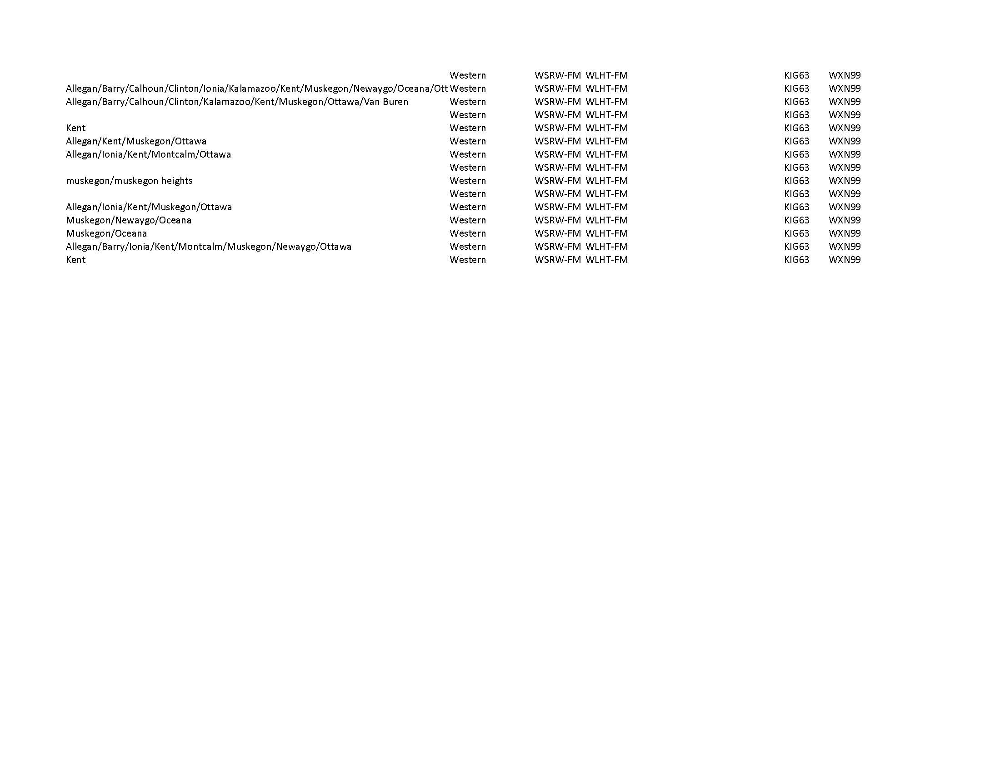 Western WSRW-FM WLHT-FM KIG63 WXN99
Allegan/Barry/Calhoun/Clinton/Ionia/Kalamazoo/Kent/Muskegon/Newaygo/Oceana/Ott Western WSRW-FM WLHT-FM KIG63 WXN99
Allegan/Barry/Calhoun/Clinton/Kalamazoo/Kent/Muskegon/Ottawa/Van Buren Western WSRW-FM WLHT-FM KIG63 WXN99
Western WSRW-FM WLHT-FM KIG63 WXN99
Kent Western WSRW-FM WLHT-FM KIG63 WXN99
Allegan/Kent/Muskegon/Ottawa Western WSRW-FM WLHT-FM KIG63 WXN99
Allegan/Ionia/Kent/Montcalm/Ottawa Western WSRW-FM WLHT-FM KIG63 WXN99
Western WSRW-FM WLHT-FM KIG63 WXN99
muskegon/muskegon heights Western WSRW-FM WLHT-FM KIG63 WXN99
Western WSRW-FM WLHT-FM KIG63 WXN99
Allegan/Ionia/Kent/Muskegon/Ottawa Western WSRW-FM WLHT-FM KIG63 WXN99
Muskegon/Newaygo/Oceana Western WSRW-FM WLHT-FM KIG63 WXN99
Muskegon/Oceana Western WSRW-FM WLHT-FM KIG63 WXN99
Allegan/Barry/Ionia/Kent/Montcalm/Muskegon/Newaygo/Ottawa Western WSRW-FM WLHT-FM KIG63 WXN99
Kent Western WSRW-FM WLHT-FM KIG63 WXN99